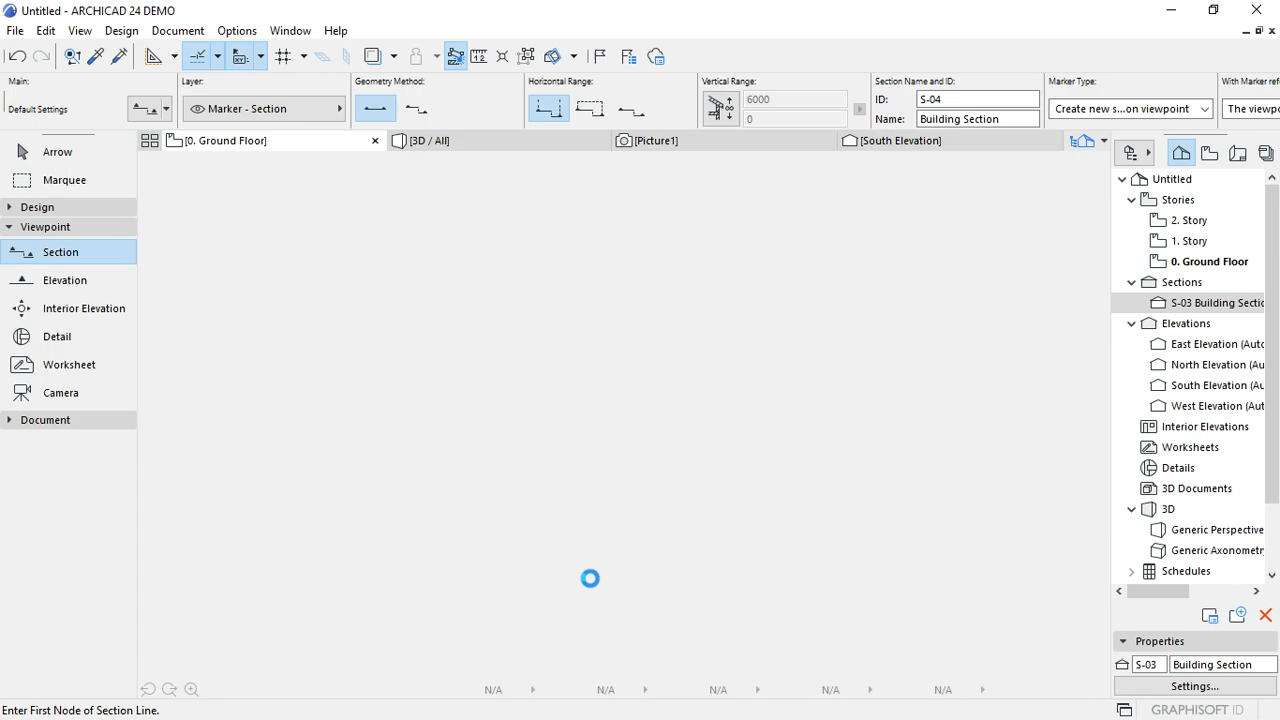 Untitled - ARCHICAD 24 DEMO
File Edit View Design Document Options Window Help
Main: Layer: Geometry Method: Horizontal Range: Vertical Range: Section Name and ID: Marker Type: With Marker ref
Default Settings Marker - Section 6000 ID: S-04 Create new s...on viewpoint The viewp
0 Name: Building Section
[0. Ground Floor] [3D / All] [Picture1] [South Elevation]
Arrow
Marquee
Design
Viewpoint
Section
Elevation
Interior Elevation
Detail
Worksheet
Camera
Document
Untitled
Stories
2. Story
1. Story
0. Ground Floor
Sections
S-03 Building Sectic
Elevations
East Elevation (Autc
North Elevation (Au
South Elevation (Au
West Elevation (Aut
Interior Elevations
Worksheets
Details
3D Documents
3D
Generic Perspective
Generic Axonometr
Schedules
Properties
S-03 Building Section
Settings...
N/A N/A N/A N/A N/A
Enter First Node of Section Line.
GRAPHISOFT ID